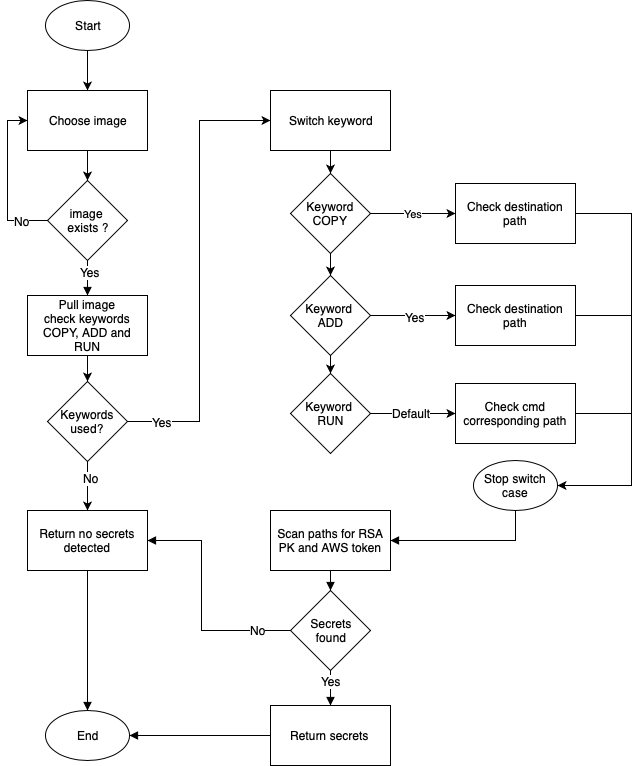 Start
Choose image
image
exists ?
No
Yes
Pull image
check keywords
COPY, ADD and
RUN
Keywords
used?
Yes
No
Return no secrets
detected
End
Switch keyword
Keyword
COPY
Yes
Check destination
path
Keyword
ADD
Yes
Check destination
path
Keyword
RUN
Default
Check cmd
corresponding path
Stop switch
case
Scan paths for RSA
PK and AWS token
Secrets
found
No
Yes
Return secrets